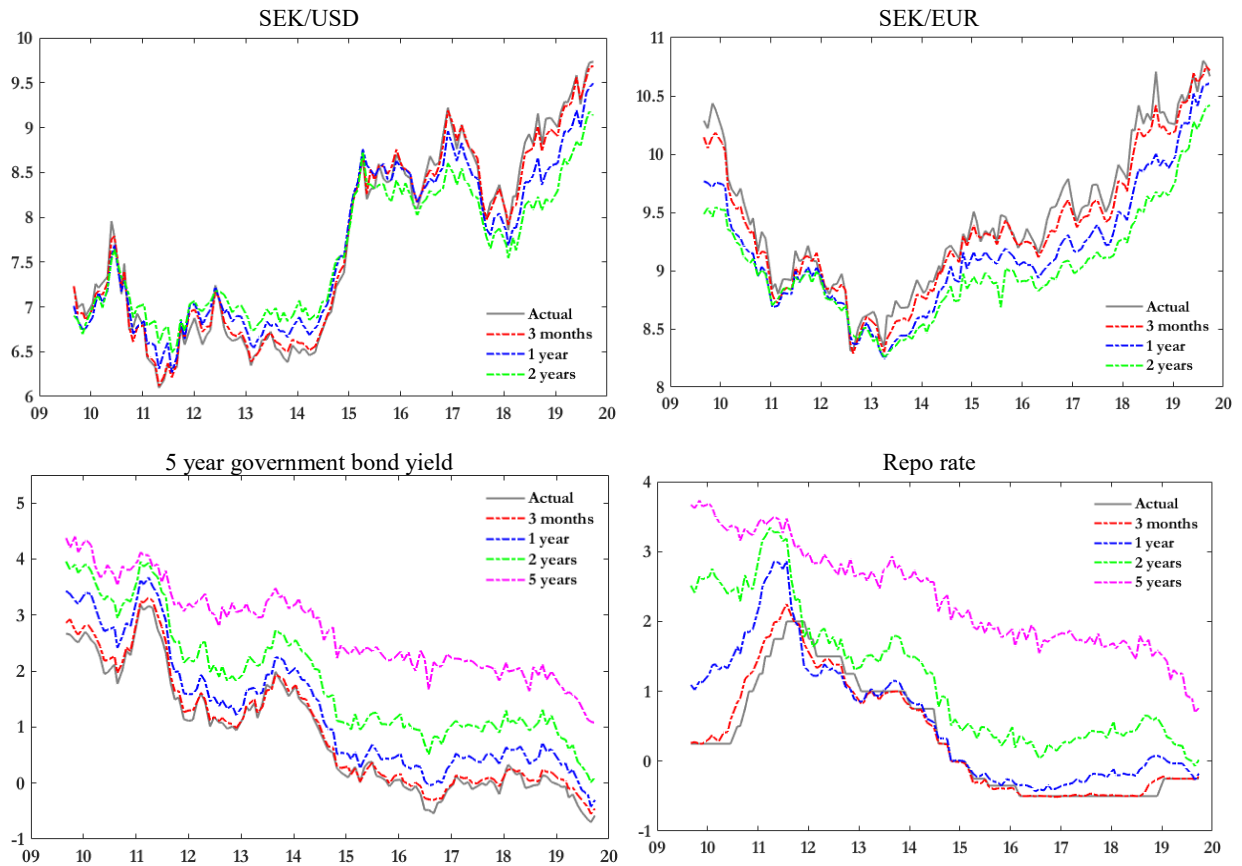 SEK/USD
10
9.5
9
8.5
8
7.5
7
6.5
6
09 10 11 12 13 14 15 16 17 18 19 20
Actual
3 months
1 year
2 years
SEK/EUR
11
10.5
10
9.5
9
8.5
8
09 10 11 12 13 14 15 16 17 18 19 20
Actual
3 months
1 year
2 years
5 year government bond yield
5
4
3
2
1
0
-1
09 10 11 12 13 14 15 16 17 18 19 20
Actual
3 months
1 year
2 years
5 years
Repo rate
4
3
2
1
0
-1
09 10 11 12 13 14 15 16 17 18 19 20
Actual
3 months
1 year
2 years
5 years